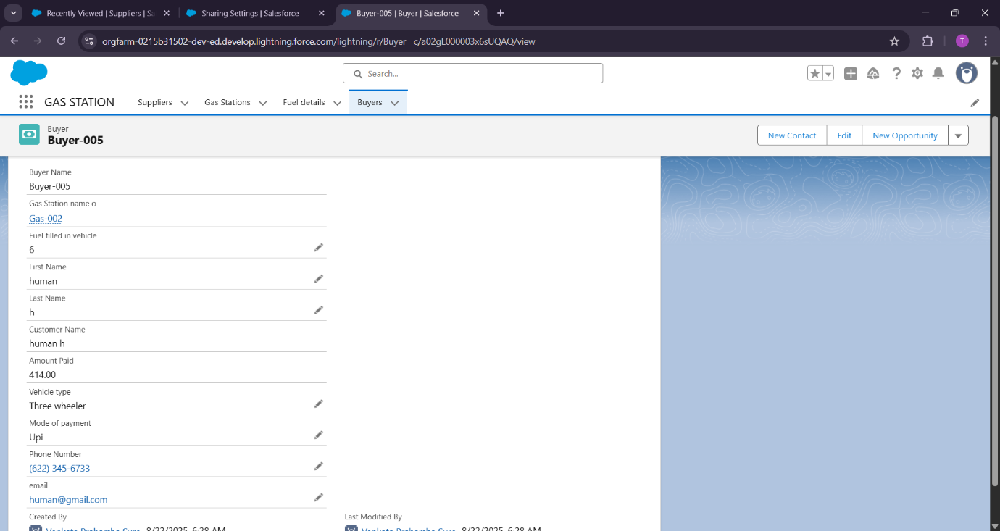 Recently Viewed | Suppliers | Sa
Sharing Settings | Salesforce
Buyer-005 | Buyer | Salesforce
orgfarm-0215b31502-dev-ed.develop.lightning.force.com/lightning/r/Buyer__c/a02gL000003x6sUQAQ/view
T
Search...
GAS STATION
Suppliers
Gas Stations
Fuel details
Buyers
Buyer
Buyer-005
New Contact
Edit
New Opportunity
Buyer Name
Buyer-005
Gas Station name o
Gas-002
Fuel filled in vehicle
6
First Name
human
Last Name
h
Customer Name
human h
Amount Paid
414.00
Vehicle type
Three wheeler
Mode of payment
Upi
Phone Number
(622) 345-6733
email
human@gmail.com
Created By
Last Modified By
8/22/2025, 6:28 AM
8/22/2025, 6:28 AM